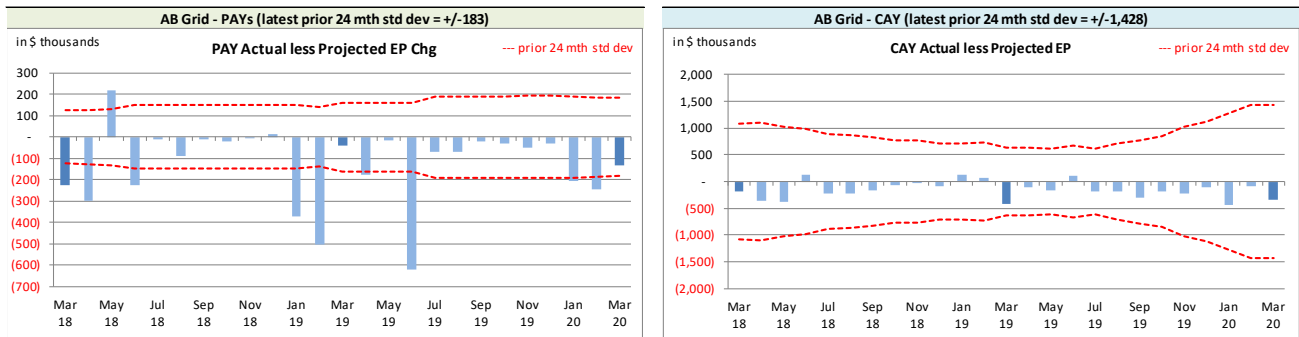 AB Grid - PAYs (latest prior 24 mth std dev = +/-183)
in $ thousands
PAY Actual less Projected EP Chg
--- prior 24 mth std dev
300
200
100
-
(100)
(200)
(300)
(400)
(500)
(600)
(700)
Mar May Jul Sep Nov Jan Mar May Jul Sep Nov Jan Mar
18 18 18 18 18 19 19 19 19 19 19 20 20
AB Grid - CAY (latest prior 24 mth std dev = +/-1,428)
in $ thousands
CAY Actual less Projected EP
--- prior 24 mth std dev
2,000
1,500
1,000
500
-
(500)
(1,000)
(1,500)
(2,000)
Mar May Jul Sep Nov Jan Mar May Jul Sep Nov Jan Mar
18 18 18 18 18 19 19 19 19 19 19 20 20